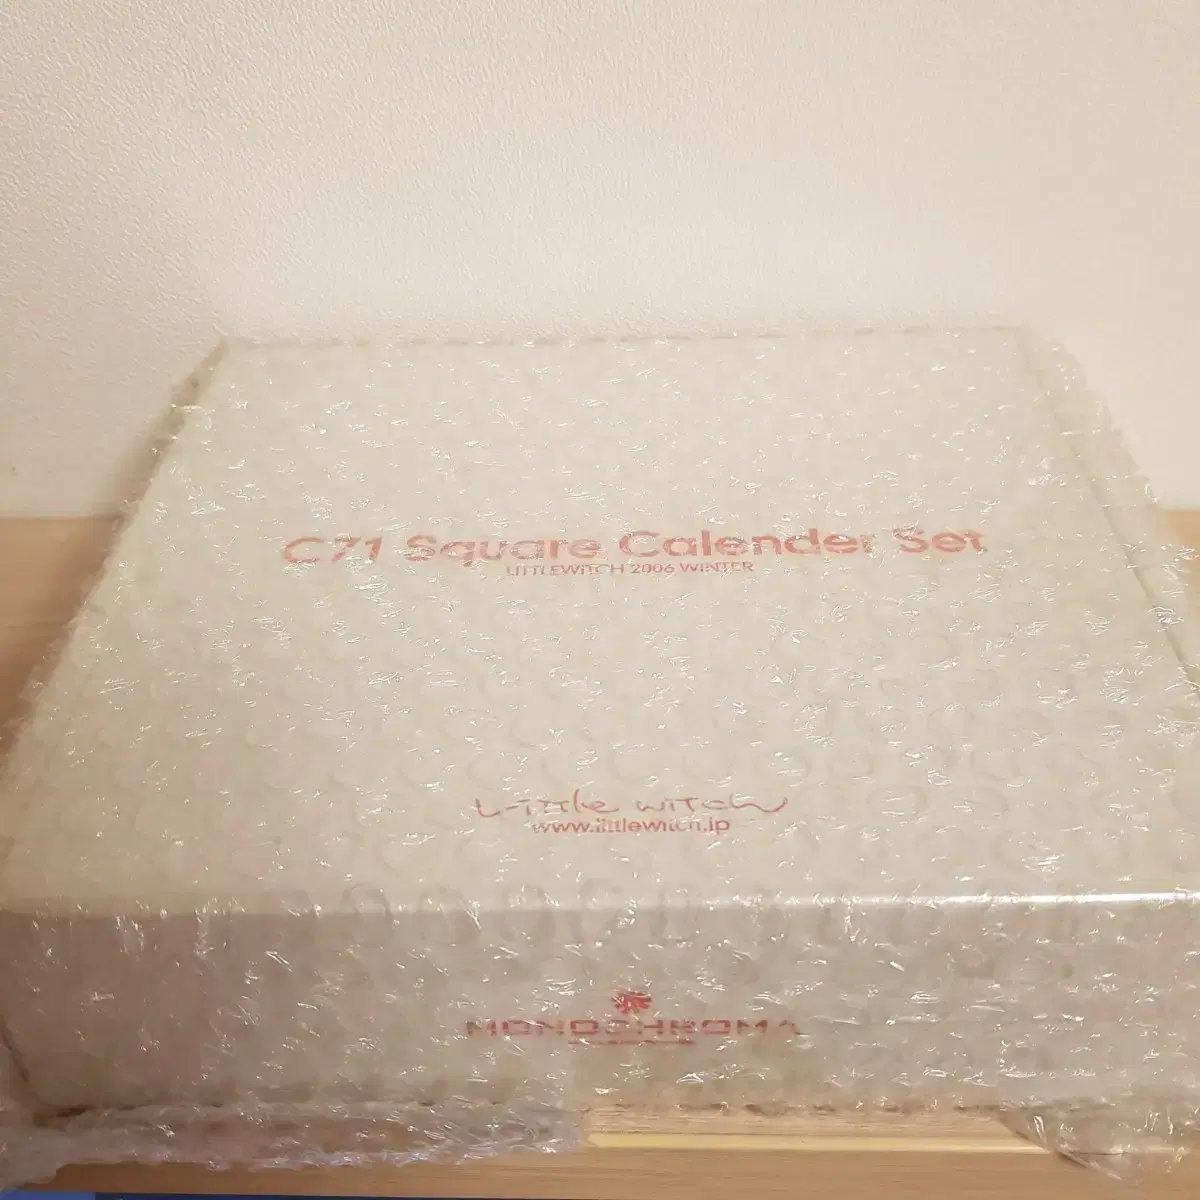 C71 Square Calender Set
LITTLEWITCH 2006 WINTER
Little witch
www.littlewitch.jp
MONOCHROMA